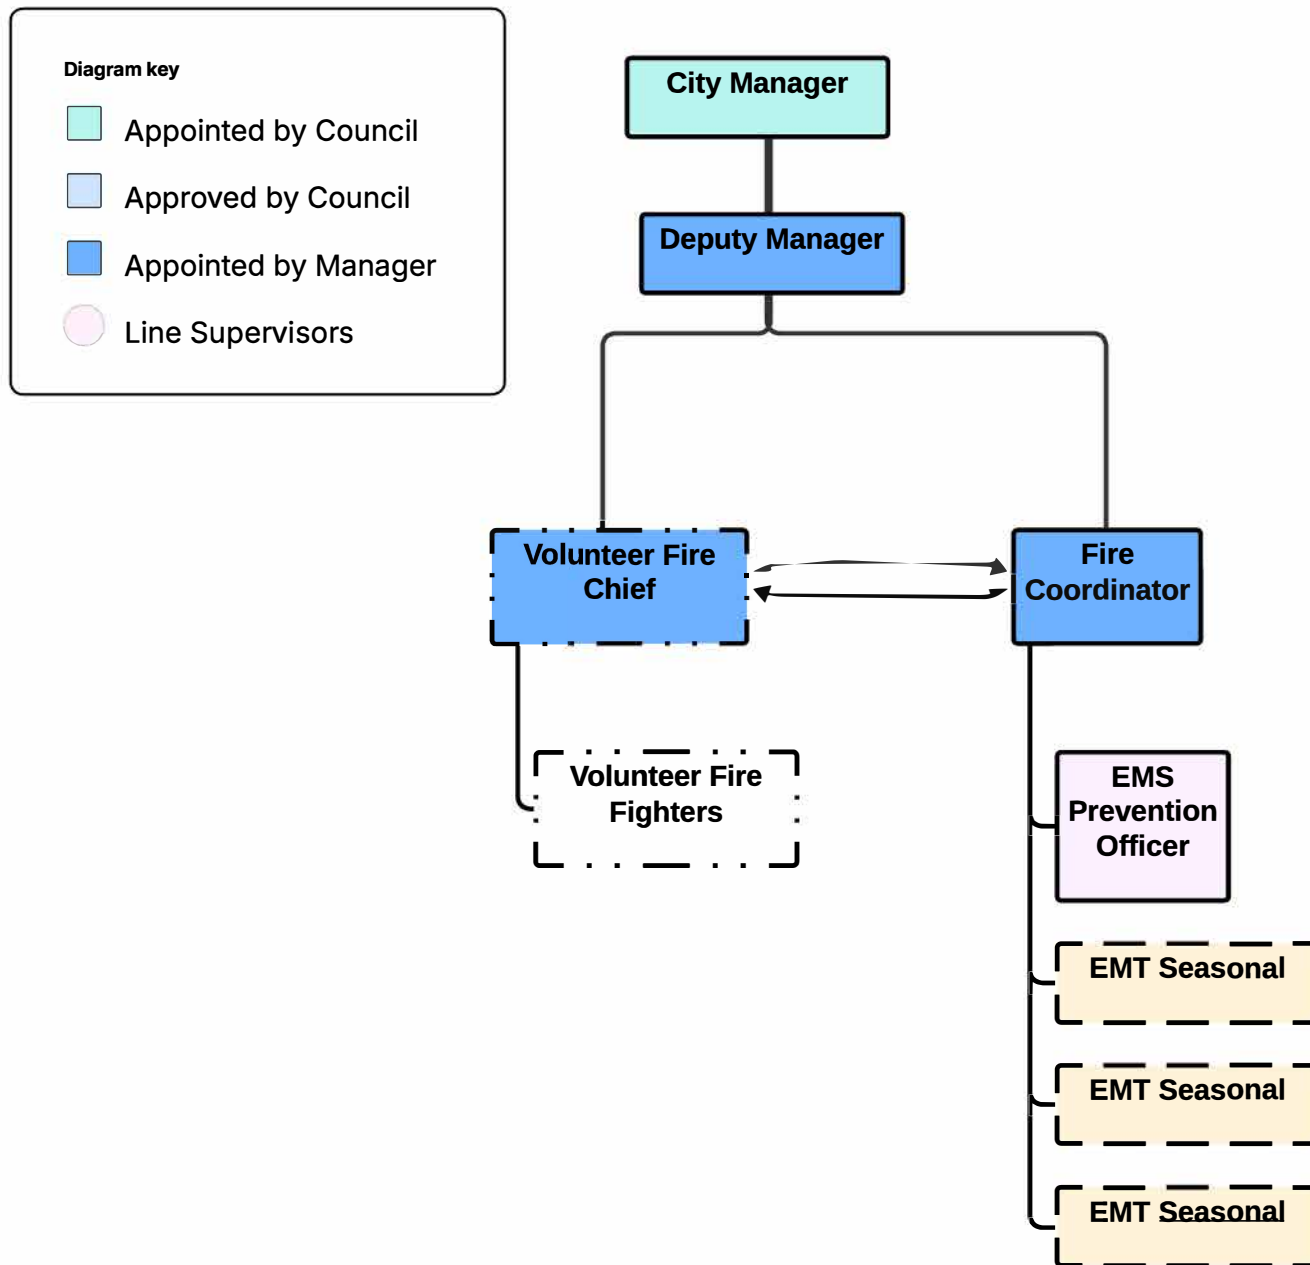 Diagram key
Appointed by Council
Approved by Council
Appointed by Manager
Line Supervisors
City Manager
Deputy Manager
Volunteer Fire
Chief
Fire
Coordinator
Volunteer Fire
Fighters
EMS
Prevention
Officer
EMT Seasonal
EMT Seasonal
EMT Seasonal